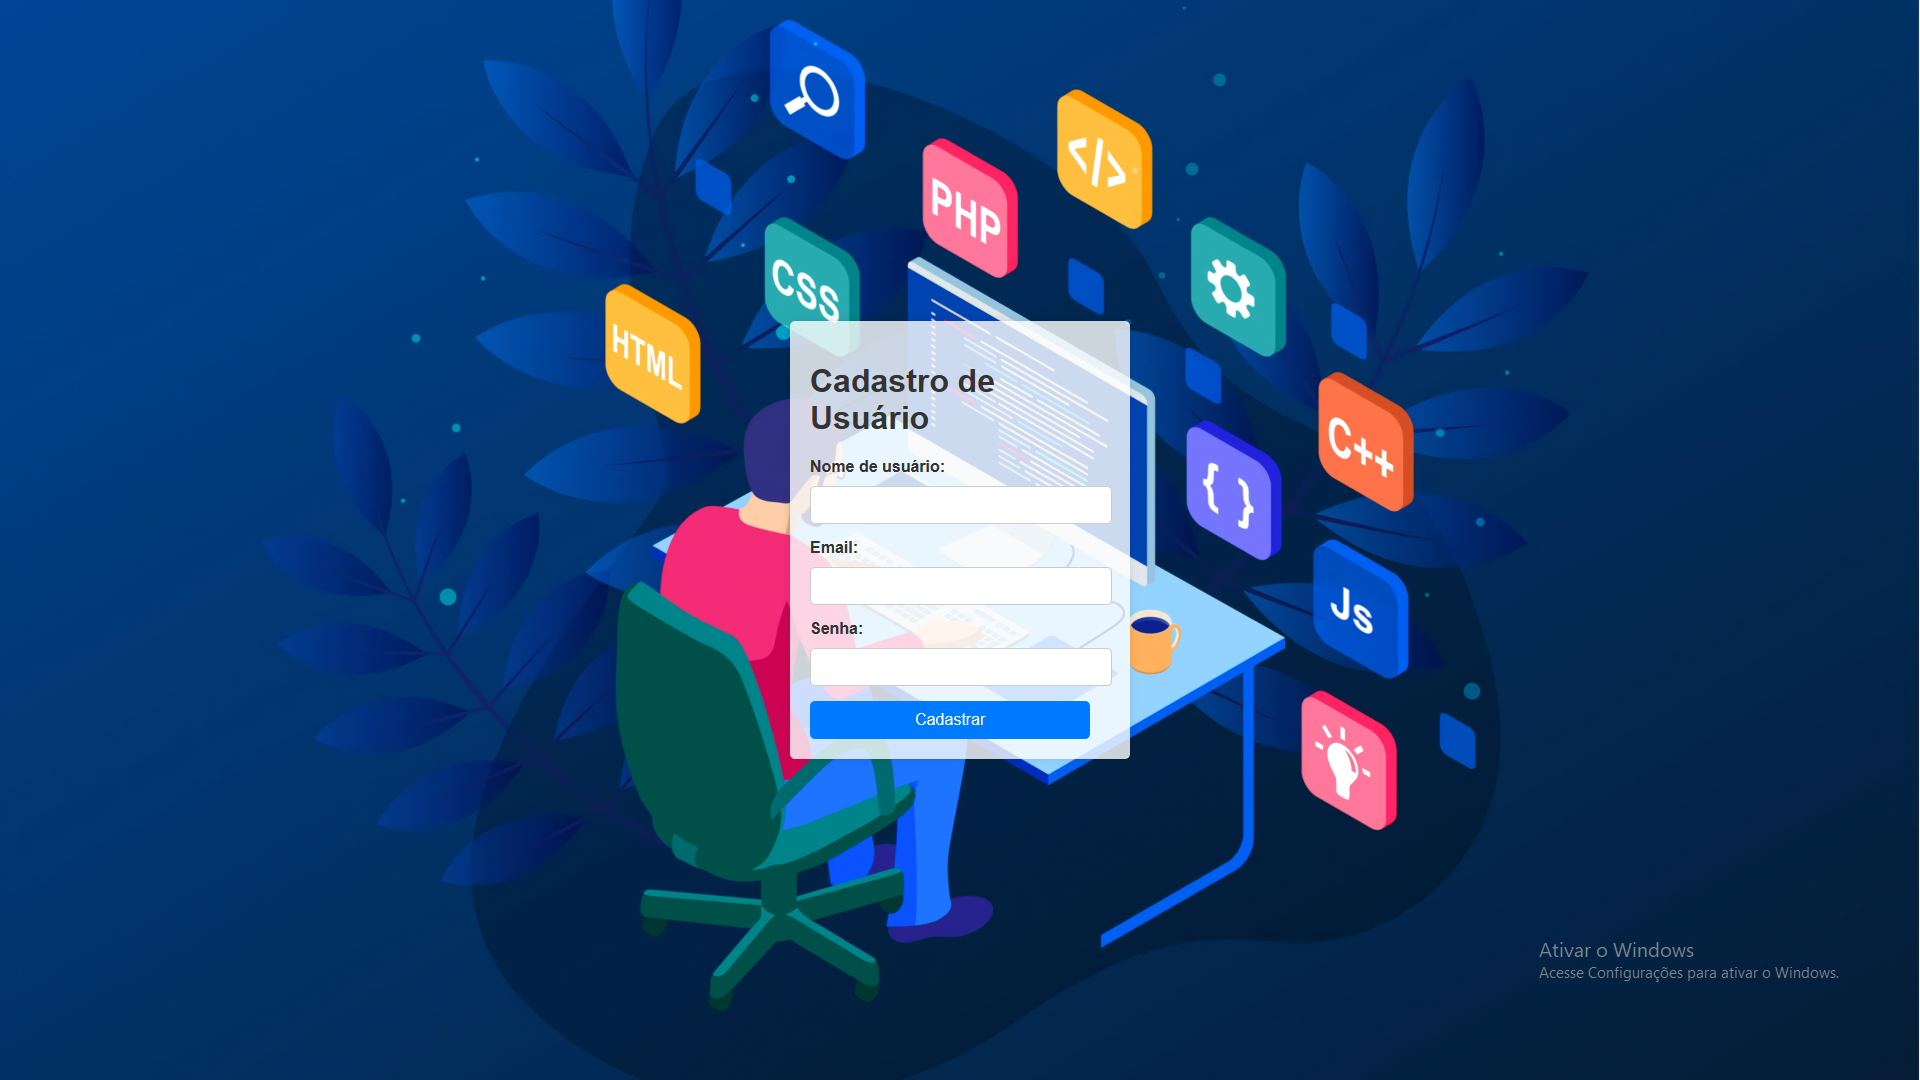 PHP
</>
CSS
HTML
Cadastro de
Usuário
C++
Nome de usuário:
{ }
Email:
Js
Senha:
Cadastrar
Ativar o Windows
Acesse Configurações para ativar o Windows.